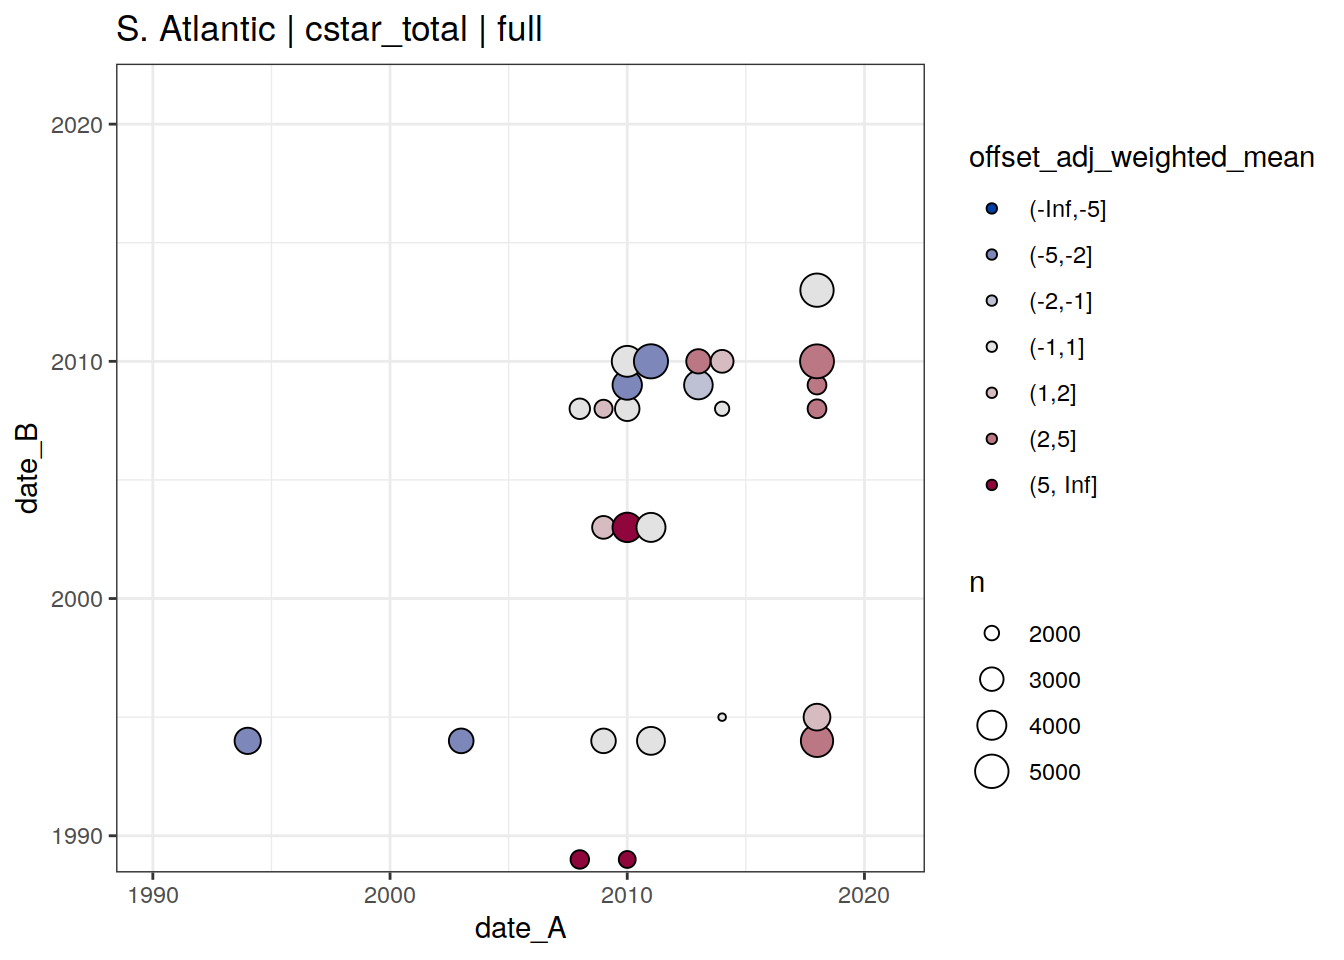 S. Atlantic | cstar_total | full
2020
2010
2000
1990
date_B
1990
2000
2010
2020
date_A
offset_adj_weighted_mean
(-Inf,-5]
(-5,-2]
(-2,-1]
(-1,1]
(1,2]
(2,5]
(5, Inf]
n
2000
3000
4000
5000